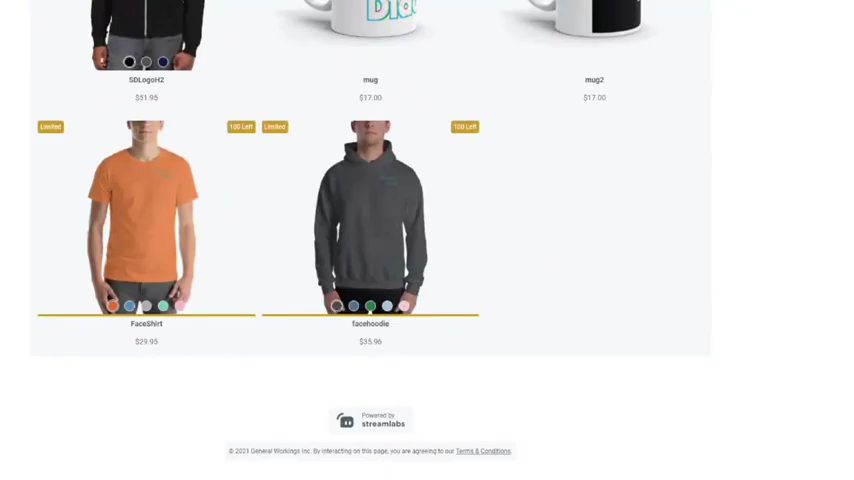 SDLogoH2
mug
mug2
$51.95
$17.00
$17.00
Limited
100 Left
Limited
100 Left
FaceShirt
facehoodie
$29.95
$35.96
Powered by
streamlabs
© 2021 General Workings Inc. By interacting on this page, you are agreeing to our Terms & Conditions.